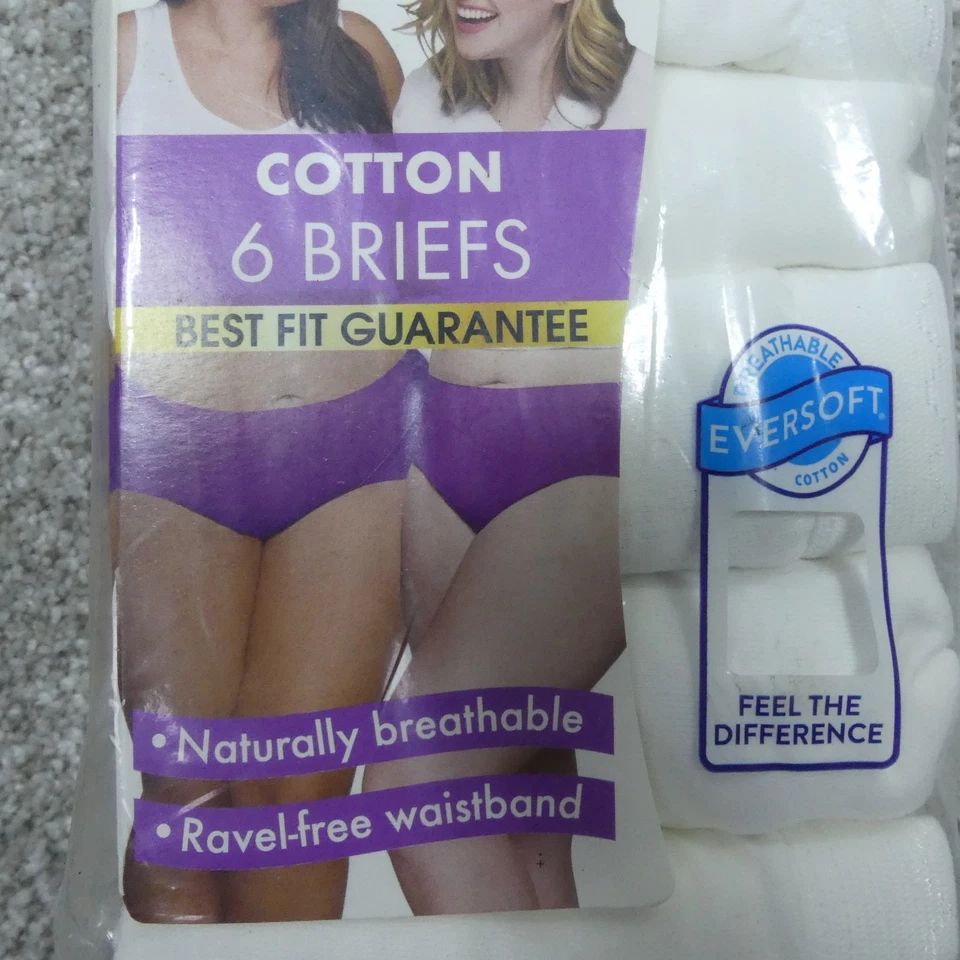 COTTON
6 BRIEFS
BEST FIT GUARANTEE
BREATHABLE
EVERSOFT®
COTTON
FEEL THE
DIFFERENCE
• Naturally breathable
• Ravel-free waistband